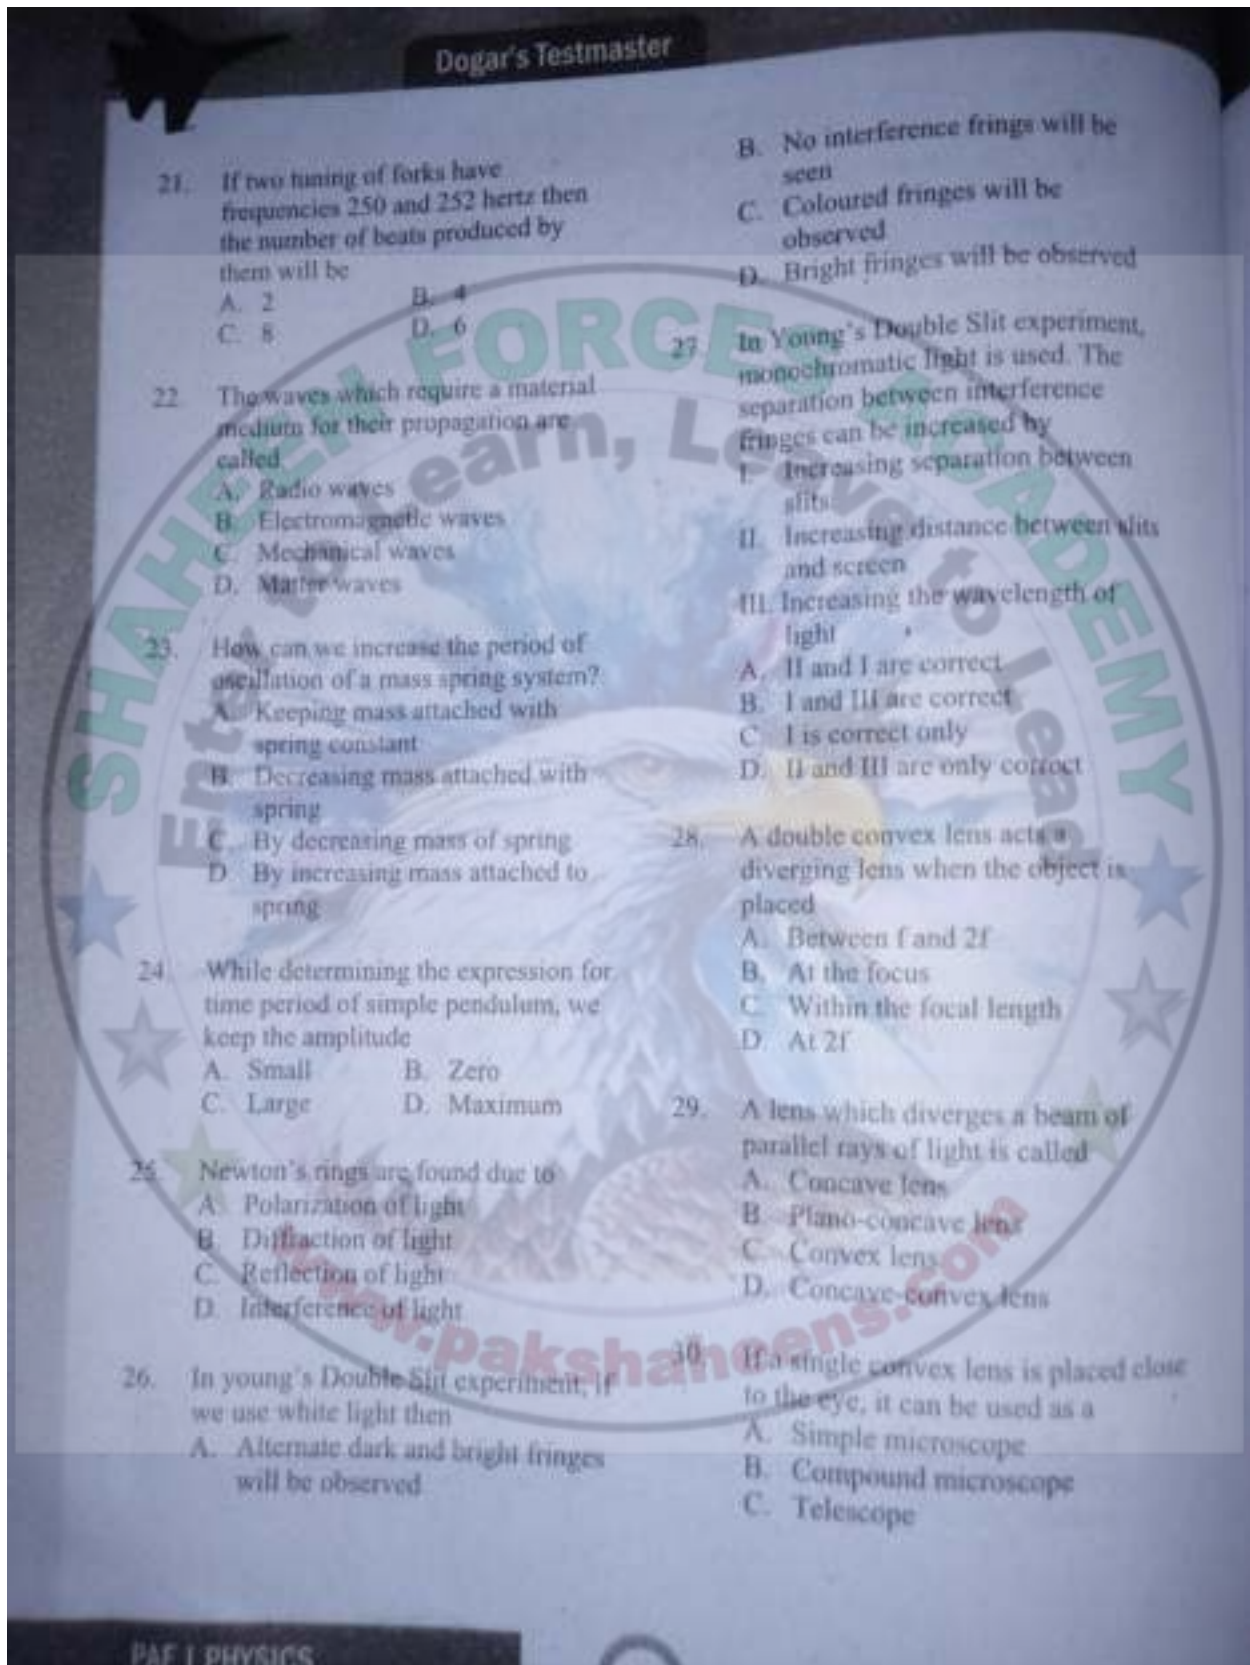 Dogar's Testmaster
21. If two tuning of forks have
frequencies 250 and 252 hertz then
the number of beats produced by
them will be
A. 2 B. 4
C. 8 D. 6
22 The waves which require a material
medium for their propagation are
called
A. Radio waves
B. Electromagnetic waves
C. Mechanical waves
D. Matter waves
23. How can we increase the period of
oscillation of a mass spring system?
A. Keeping mass attached with
spring constant
B. Decreasing mass attached with
spring
C. By decreasing mass of spring
D. By increasing mass attached to
spring
24. While determining the expression for
time period of simple pendulum, we
keep the amplitude
A. Small B. Zero
C. Large D. Maximum
25. Newton's rings are found due to
A. Polarization of light
B. Diffraction of light
C. Reflection of light
D. Interference of light
26. In young's Double Slit experiment, if
we use white light then
A. Alternate dark and bright fringes
will be observed
B. No interference frings will be
seen
C. Coloured fringes will be
observed
D. Bright fringes will be observed
27 In Young's Double Slit experiment,
monochromatic light is used. The
separation between interference
fringes can be increased by
I. Increasing separation between
slits
II. Increasing distance between slits
and screen
III. Increasing the wavelength of
light
A. II and I are correct
B. I and III are correct
C. I is correct only
D. II and III are only correct
28. A double convex lens acts a
diverging lens when the object is
placed
A. Between f and 2f
B. At the focus
C. Within the focal length
D. At 2f
29. A lens which diverges a beam of
parallel rays of light is called
A. Concave lens
B. Plano-concave lens
C. Convex lens
D. Concave-convex lens
30. If a single convex lens is placed close
to the eye, it can be used as a
A. Simple microscope
B. Compound microscope
C. Telescope
PAF | PHYSICS
SHAHEEN FORCES ACADEMY
Enter to Learn, Leave to Lead
www.pakshaheens.com